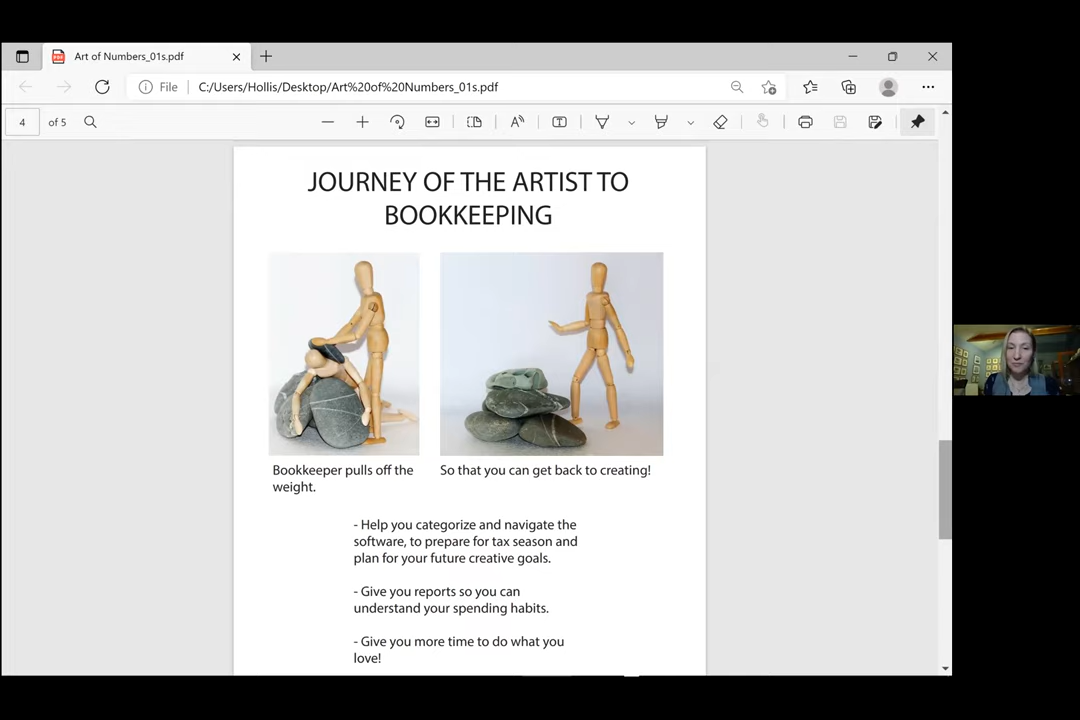 Art of Numbers_01s.pdf
File
C:/Users/Hollis/Desktop/Art%20of%20Numbers_01s.pdf
4 of 5
JOURNEY OF THE ARTIST TO
BOOKKEEPING
Bookkeeper pulls off the
weight.
So that you can get back to creating!
- Help you categorize and navigate the
software, to prepare for tax season and
plan for your future creative goals.
- Give you reports so you can
understand your spending habits.
- Give you more time to do what you
love!